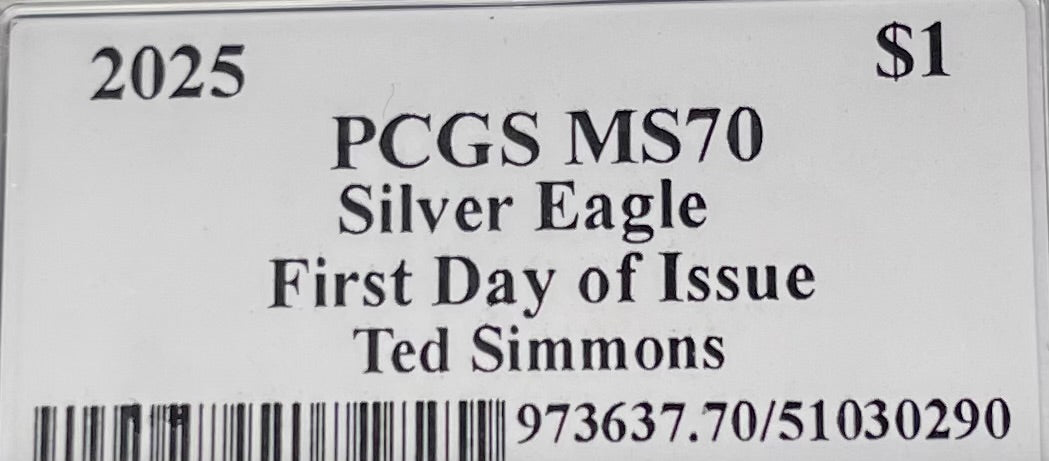 2025 $1
PCGS MS70
Silver Eagle
First Day of Issue
Ted Simmons
973637.70/51030290